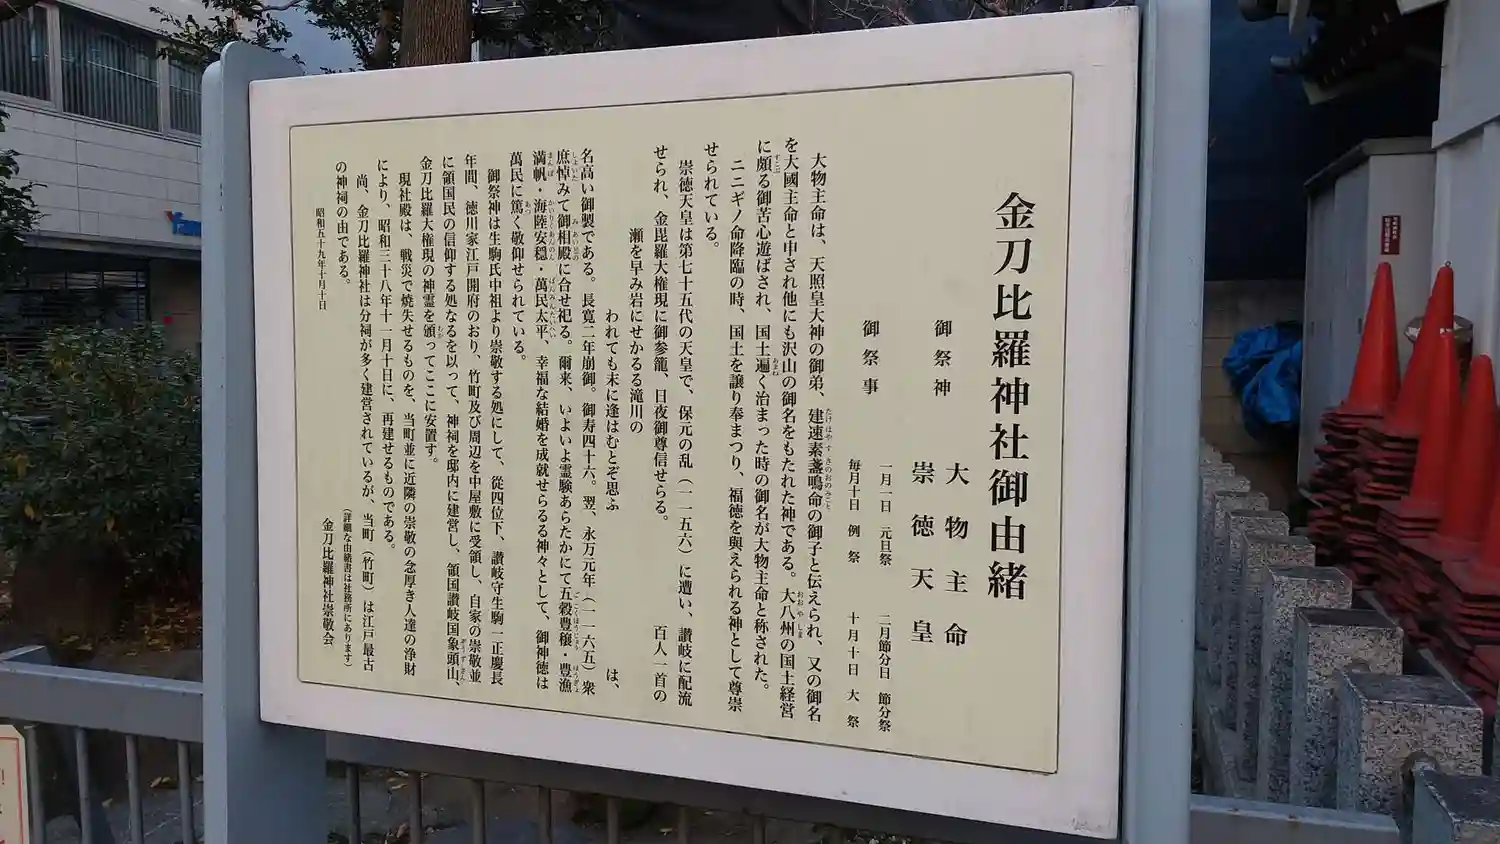 金刀比羅神社御由緒
御祭神
大物主命
崇徳天皇
御祭事
一月一日 元旦祭
二月節分日 節分祭
毎月十日 例祭
十月十日 大祭
大物主命は、天照皇大神の御弟、建速素盞鳴命の御子と伝えられ、又の御名
を大國主命と申され他にも沢山の御名をもたれた神である。大八州の国土経営
に頗る御苦心遊ばされ、国土遍く治まった時の御名が大物主命と称された。
ニニギノ命降臨の時、国土を譲り奉まつり、福徳を與えられる神として尊崇
せられている。
崇徳天皇は第七十五代の天皇で、保元の乱(一一五六)に遭い、讃岐に配流
せられ、金毘羅大権現に御参籠、日夜御尊信せらる。
百人一首の
瀬を早み岩にせかるる滝川の
われても末に逢はむとぞ思ふ
は、
名高い御製である。長寛二年崩御。御寿四十六。翌、永万元年(一一六五)衆
庶悼みて御相殿に合せ祀る。爾来、いよいよ霊験あらたかにて五穀豊穣・豊漁
満帆・海陸安穏・萬民太平、幸福な結婚を成就せらるる神々として、御神徳は
萬民に篤く敬仰せられている。
御祭神は生駒氏中祖より崇敬する処にして、従四位下、讃岐守生駒一正慶長
年間、徳川家江戸開府のおり、竹町及び周辺を中屋敷に受領し、自家の崇敬並
に領国民の信仰する処なるを以って、神祠を邸内に建営し、領国讃岐国象頭山、
金刀比羅大権現の神霊を頒ってここに安置す。
現社殿は、戦災で焼失せるものを、当町並に近隣の崇敬の念厚き人達の浄財
により、昭和三十八年十一月十日に、再建せるものである。
尚、金刀比羅神社は分祠が多く建営されているが、当町(竹町)は江戸最古
の神祠の由である。
(詳細な由緒書は社務所にあります)
昭和五十九年十月十日
金刀比羅神社崇敬会